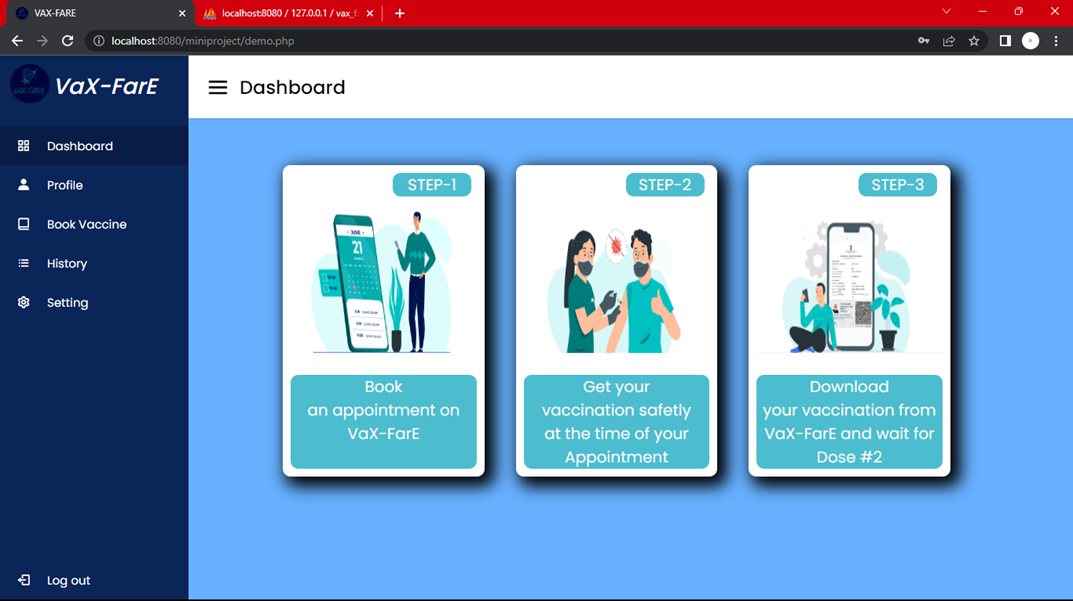 VAX-FARE
localhost:8080 / 127.0.0.1 / vax_f
localhost:8080/miniproject/demo.php
VaX-FarE
Dashboard
Dashboard
Profile
Book Vaccine
History
Setting
Log out
STEP-1
JUNE
21
Book
an appointment on
VaX-FarE
STEP-2
Get your
vaccination safetly
at the time of your
Appointment
STEP-3
Download
your vaccination from
VaX-FarE and wait for
Dose #2